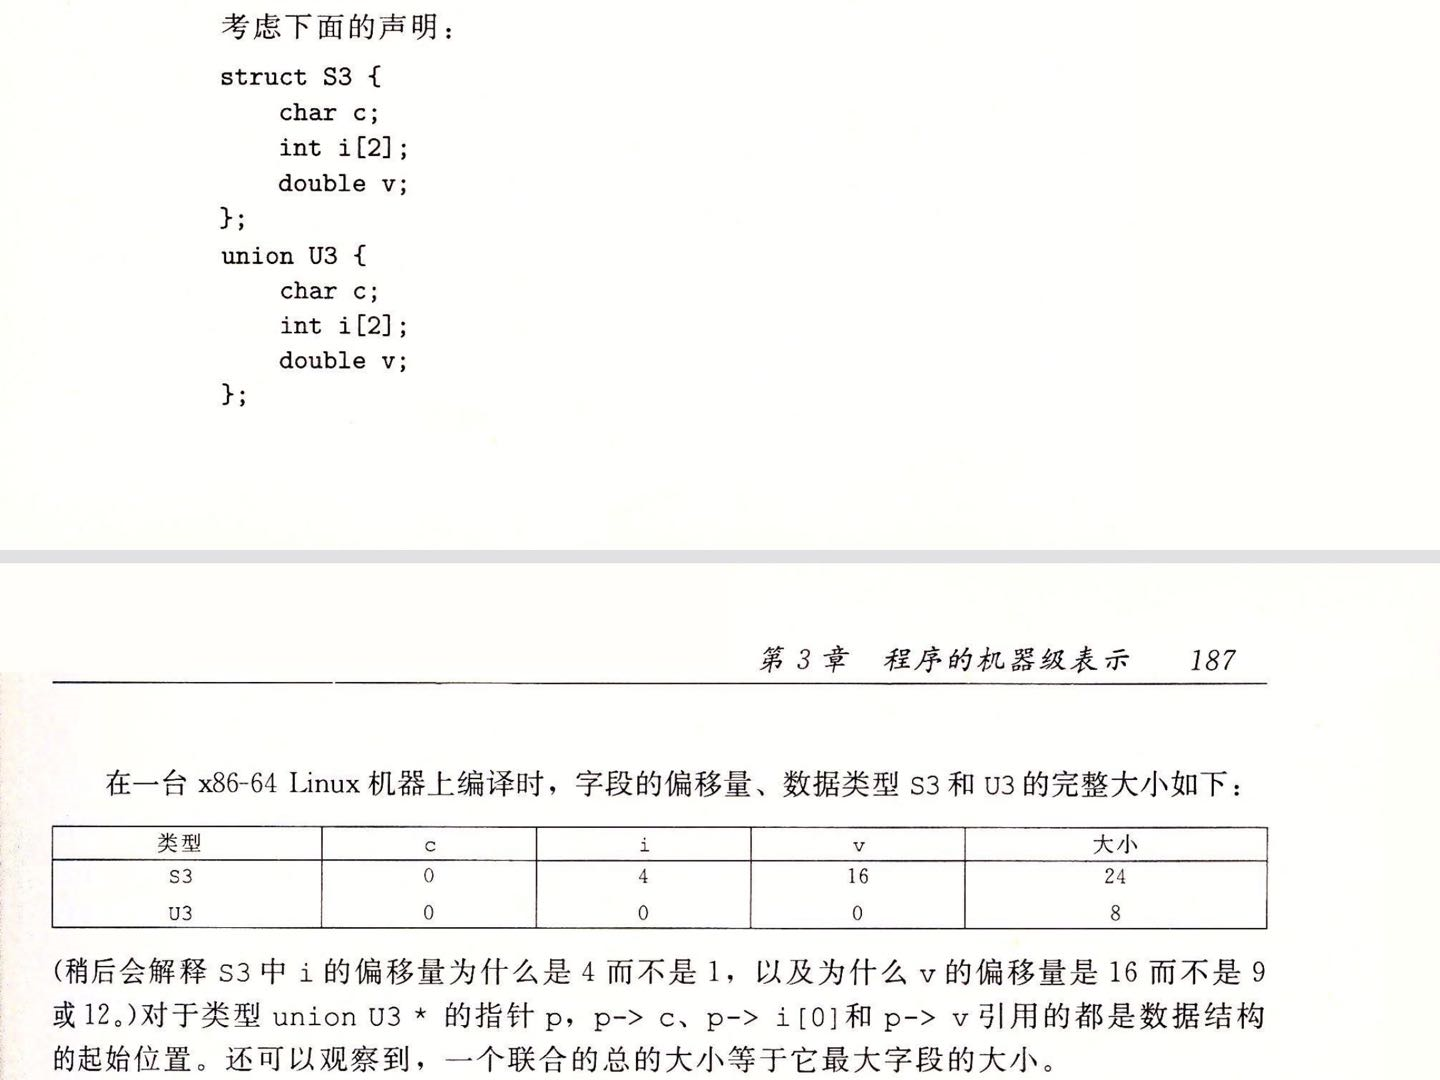 考虑下面的声明：
struct S3 {
    char c;
    int i[2];
    double v;
};
union U3 {
    char c;
    int i[2];
    double v;
};
第 3 章 程序的机器级表示 187
在一台 x86-64 Linux 机器上编译时，字段的偏移量、数据类型 S3 和 U3 的完整大小如下：
类型 c i v 大小
S3 0 4 16 24
U3 0 0 0 8
(稍后会解释 S3 中 i 的偏移量为什么是 4 而不是 1，以及为什么 v 的偏移量是 16 而不是 9
或 12。)对于类型 union U3 * 的指针 p，p-> c、p-> i[0]和 p-> v 引用的都是数据结构
的起始位置。还可以观察到，一个联合的总的大小等于它最大字段的大小。